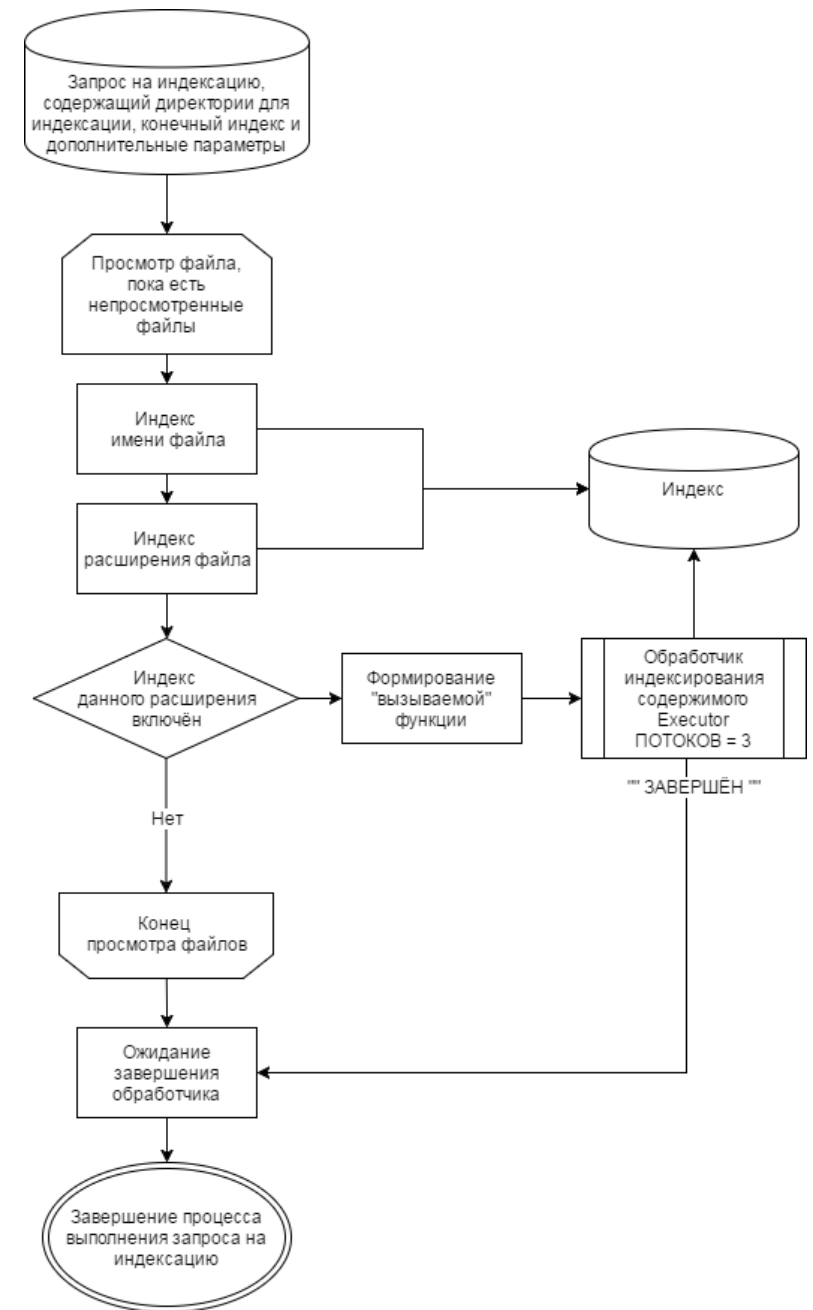 Запрос на индексацию,
содержащий директории для
индексации, конечный индекс и
дополнительные параметры
Просмотр файла,
пока есть
непросмотренные
файлы
Индекс
имени файла
Индекс
Индекс
расширения файла
Индекс
данного расширения
включён
Формирование
"вызываемой"
функции
Обработчик
индексирования
содержимого
Executor
ПОТОКОВ = 3
"" ЗАВЕРШЁН ""
Нет
Конец
просмотра файлов
Ожидание
завершения
обработчика
Завершение процесса
выполнения запроса на
индексацию